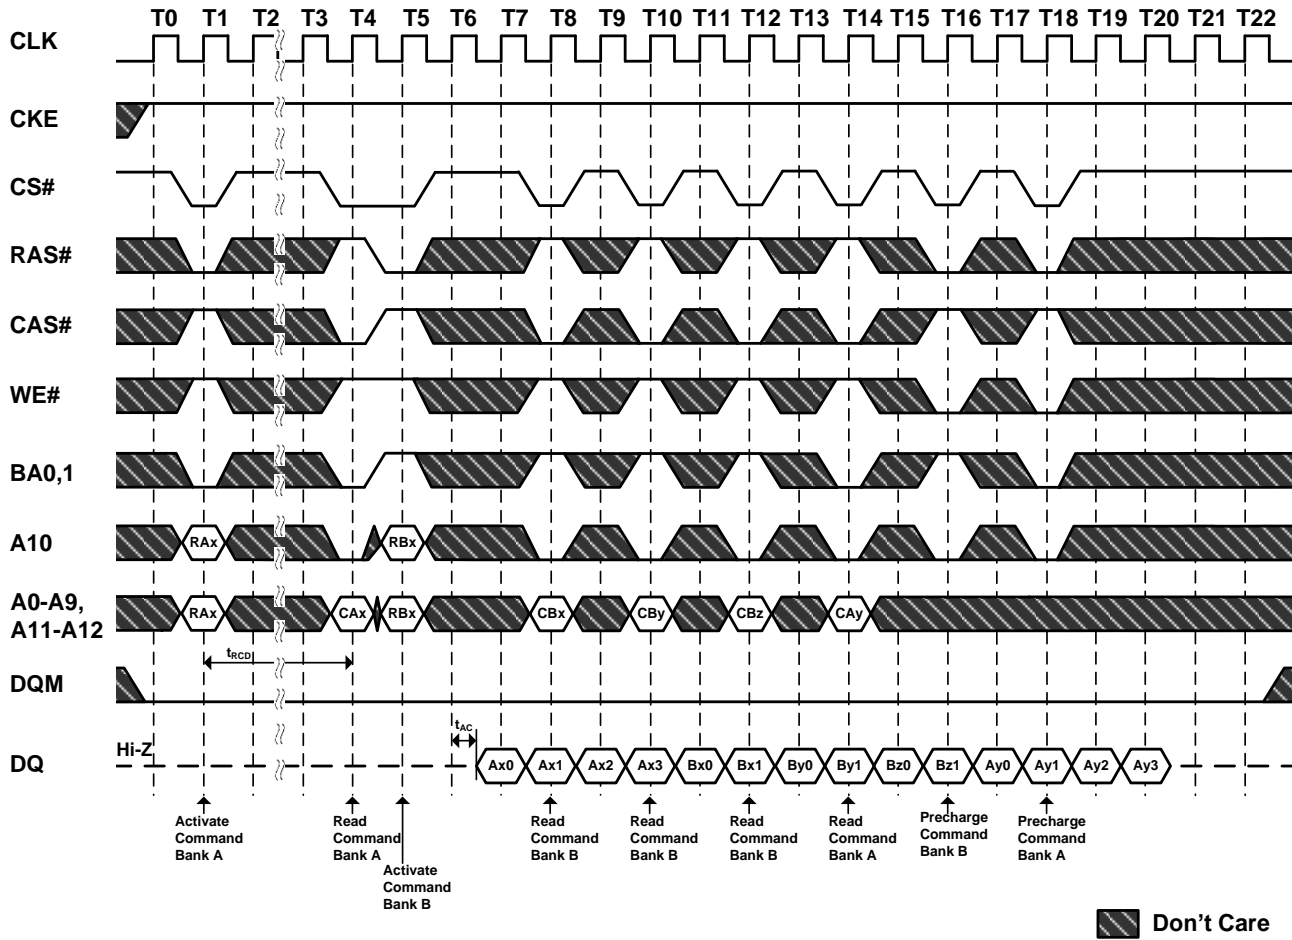 T0 T1 T2 T3 T4 T5 T6 T7 T8 T9 T10 T11 T12 T13 T14 T15 T16 T17 T18 T19 T20 T21 T22
CLK
CKE
CS#
RAS#
CAS#
WE#
BA0,1
A10
RAx RBx
A0-A9,
A11-A12
RAx CAx RBx CBx CBy CBz CAy
tRCD
DQM
tAC
Hi-Z
DQ
Ax0 Ax1 Ax2 Ax3 Bx0 Bx1 By0 By1 Bz0 Bz1 Ay0 Ay1 Ay2 Ay3
Activate
Command
Bank A
Read
Command
Bank A
Activate
Command
Bank B
Read
Command
Bank B
Read
Command
Bank B
Read
Command
Bank B
Read
Command
Bank A
Precharge
Command
Bank B
Precharge
Command
Bank A
Don't Care